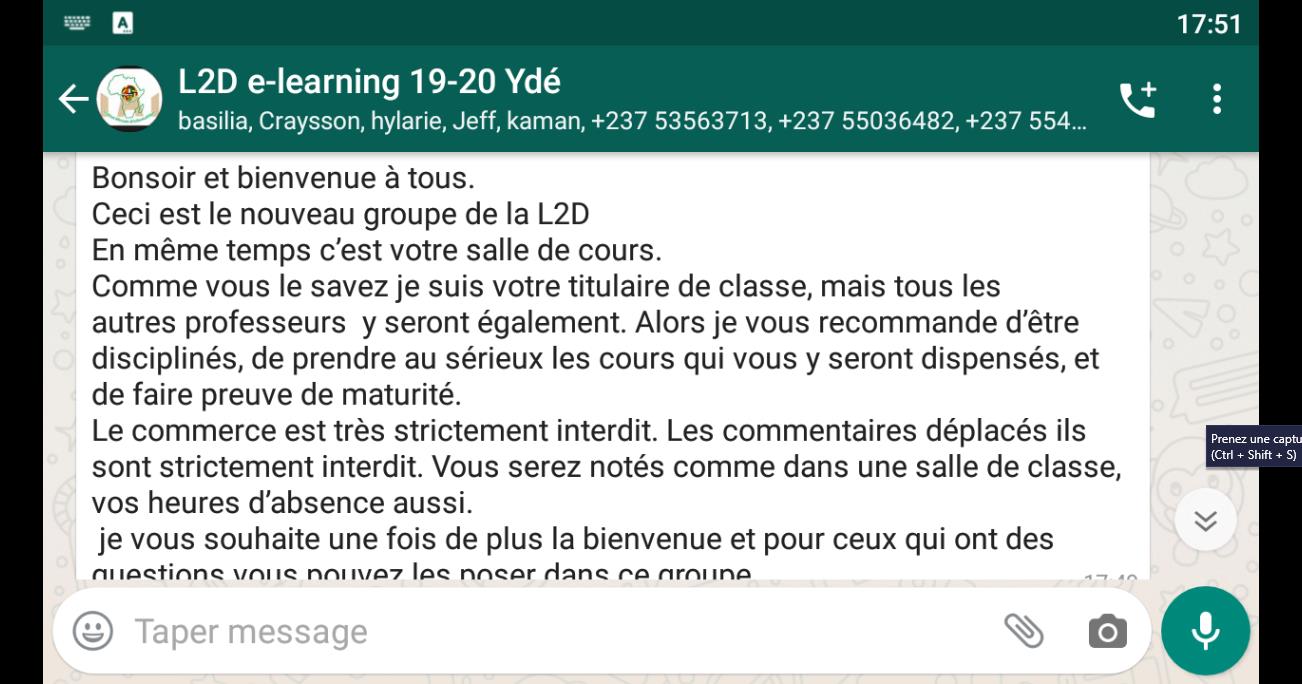 A
17:51
L2D e-learning 19-20 Ydé
basilia, Craysson, hylarie, Jeff, kaman, +237 53563713, +237 55036482, +237 554...
Bonsoir et bienvenue à tous.
Ceci est le nouveau groupe de la L2D
En même temps c’est votre salle de cours.
Comme vous le savez je suis votre titulaire de classe, mais tous les
autres professeurs y seront également. Alors je vous recommande d’être
disciplinés, de prendre au sérieux les cours qui vous y seront dispensés, et
de faire preuve de maturité.
Le commerce est très strictement interdit. Les commentaires déplacés ils
sont strictement interdit. Vous serez notés comme dans une salle de classe,
vos heures d’absence aussi.
je vous souhaite une fois de plus la bienvenue et pour ceux qui ont des
questions vous pouvez les poser dans ce groupe
Prenez une captu
(Ctrl + Shift + S)
Taper message